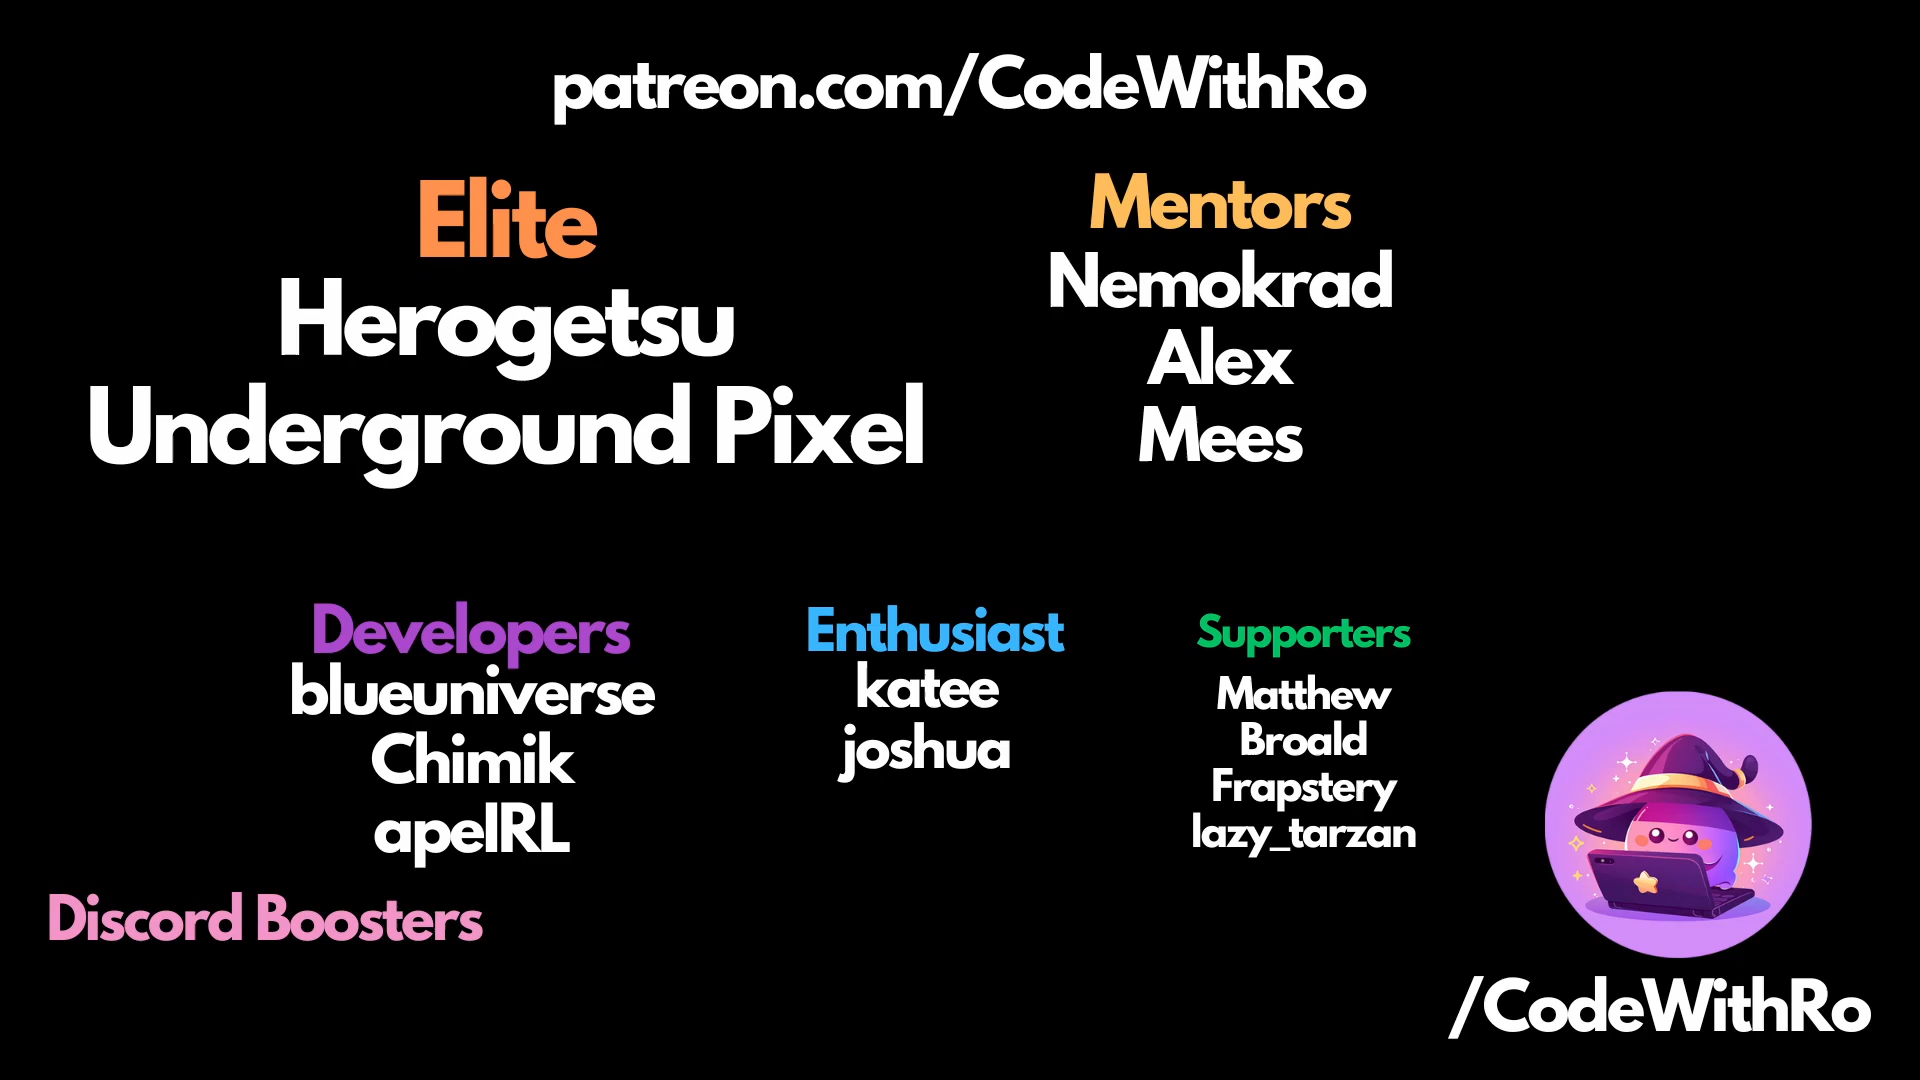 patreon.com/CodeWithRo
Elite
Herogetsu
Underground Pixel
Mentors
Nemokrad
Alex
Mees
Developers
blueuniverse
Chimik
apeIRL
Enthusiast
katee
joshua
Supporters
Matthew
Broald
Frapstery
lazy_tarzan
Discord Boosters
/CodeWithRo